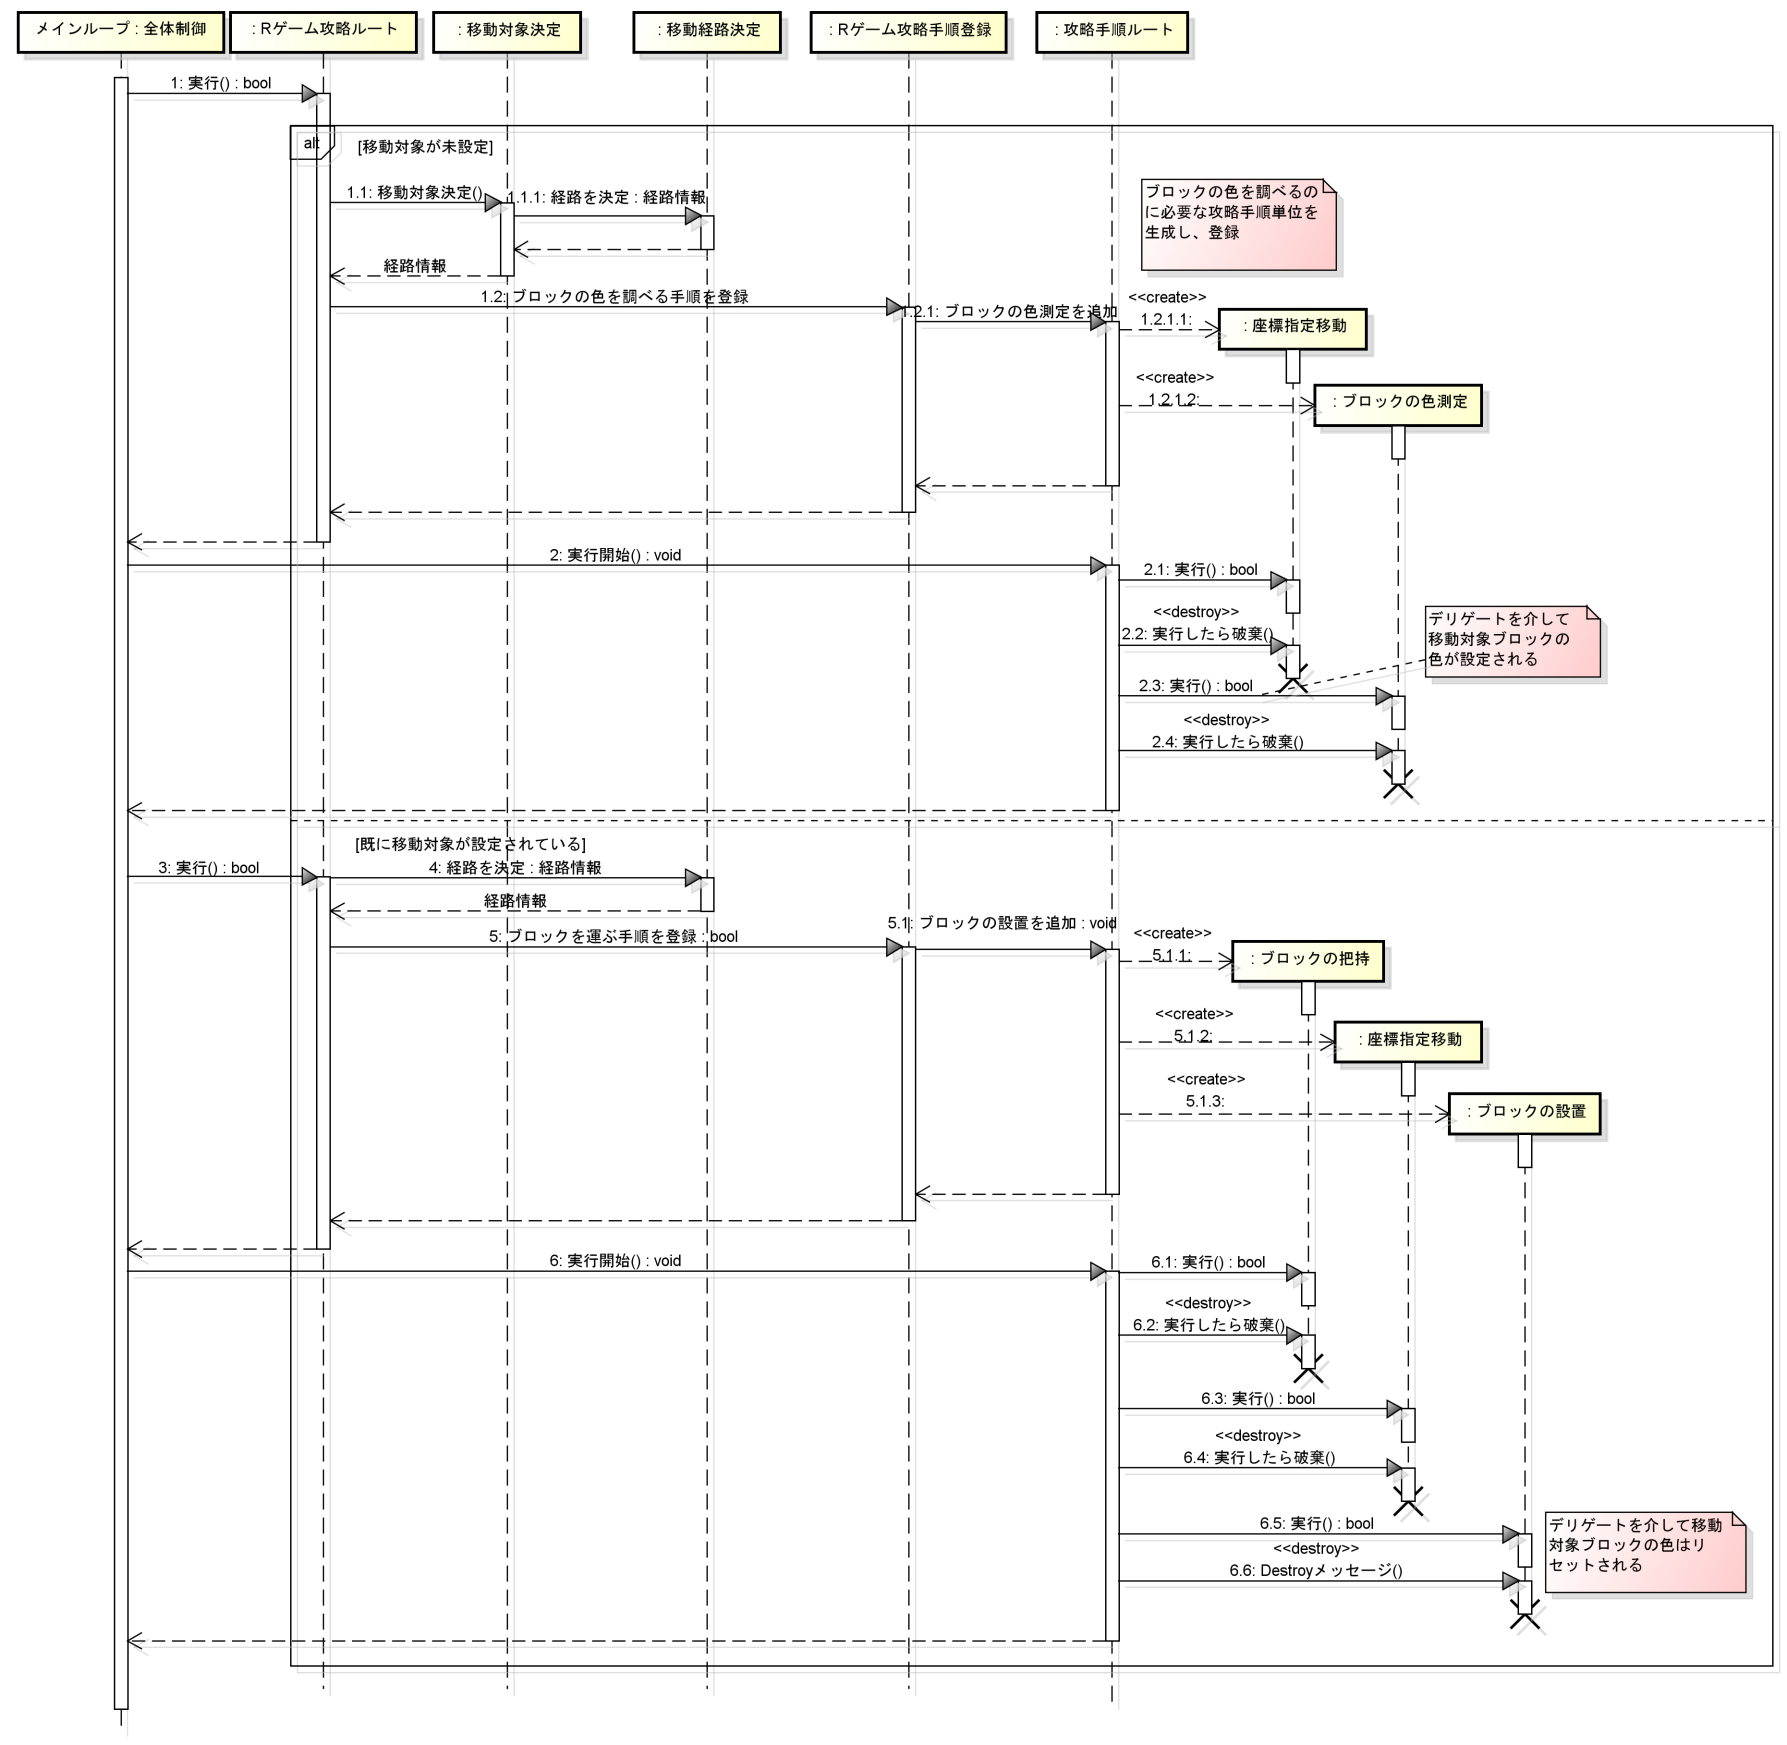 メインループ : 全体制御
: Rゲーム攻略ルート
: 移動対象決定
: 移動経路決定
: Rゲーム攻略手順登録
: 攻略手順ルート
1: 実行() : bool
alt
[移動対象が未設定]
1.1: 移動対象決定()
1.1.1: 経路を決定 : 経路情報
ブロックの色を調べるの
に必要な攻略手順単位を
生成し、登録
経路情報
1.2: ブロックの色を調べる手順を登録
1.2.1: ブロックの色測定を追加
<<create>>
1.2.1.1:
: 座標指定移動
<<create>>
1.2.1.2:
: ブロックの色測定
2: 実行開始() : void
2.1: 実行() : bool
<<destroy>>
2.2: 実行したら破棄()
デリゲートを介して
移動対象ブロックの
色が設定される
2.3: 実行() : bool
<<destroy>>
2.4: 実行したら破棄()
[既に移動対象が設定されている]
3: 実行() : bool
4: 経路を決定 : 経路情報
経路情報
5: ブロックを運ぶ手順を登録 : bool
5.1: ブロックの設置を追加 : void
<<create>>
5.1.1:
: ブロックの把持
<<create>>
5.1.2:
: 座標指定移動
<<create>>
5.1.3:
: ブロックの設置
6: 実行開始() : void
6.1: 実行() : bool
<<destroy>>
6.2: 実行したら破棄()
6.3: 実行() : bool
<<destroy>>
6.4: 実行したら破棄()
6.5: 実行() : bool
<<destroy>>
6.6: Destroyメッセージ()
デリゲートを介して移動
対象ブロックの色はリ
セットされる